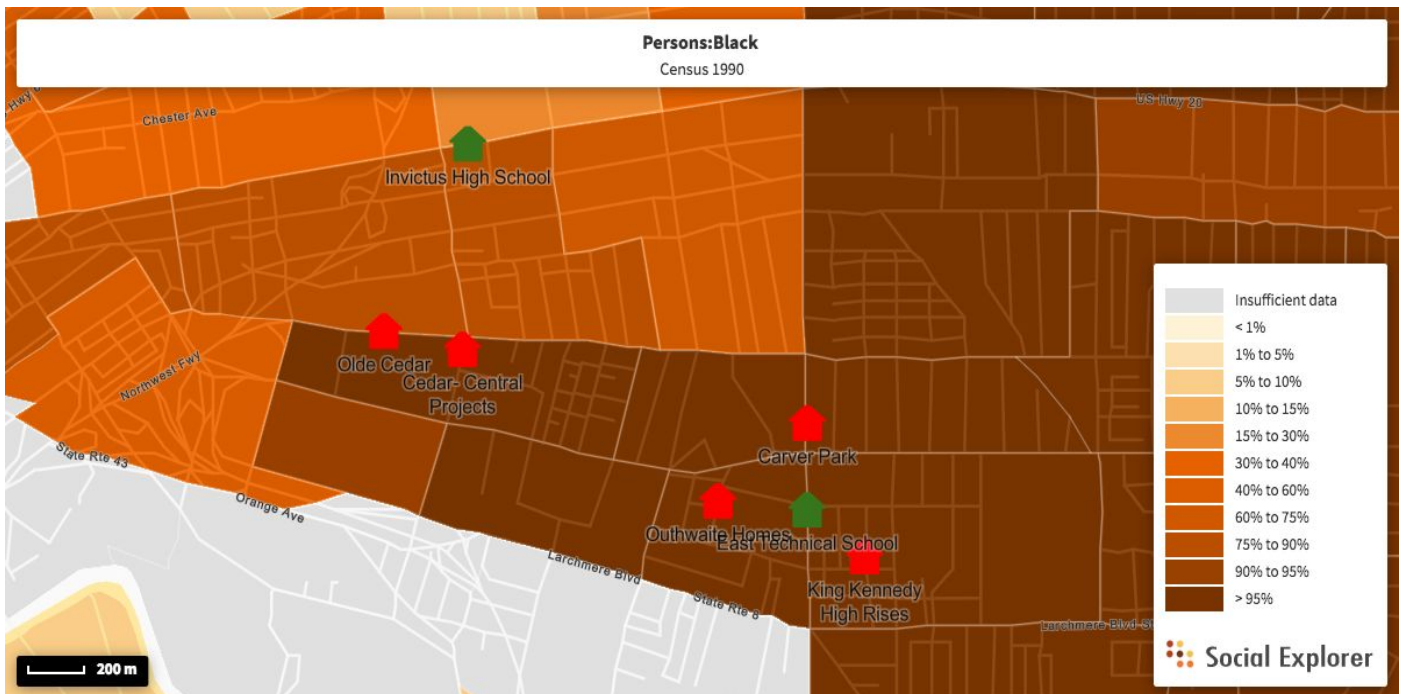 Persons:Black
Census 1990
US Hwy 20
Chester Ave
Invictus High School
Northwest Fwy
Olde Cedar
Cedar- Central
Projects
State Rte 43
Orange Ave
Carver Park
Outhwaite Homes
East Technical School
Larchmere Blvd
King Kennedy
High Rises
State Rte 8
Larchmere Blvd
Insufficient data
< 1%
1% to 5%
5% to 10%
10% to 15%
15% to 30%
30% to 40%
40% to 60%
60% to 75%
75% to 90%
90% to 95%
> 95%
Social Explorer
200 m